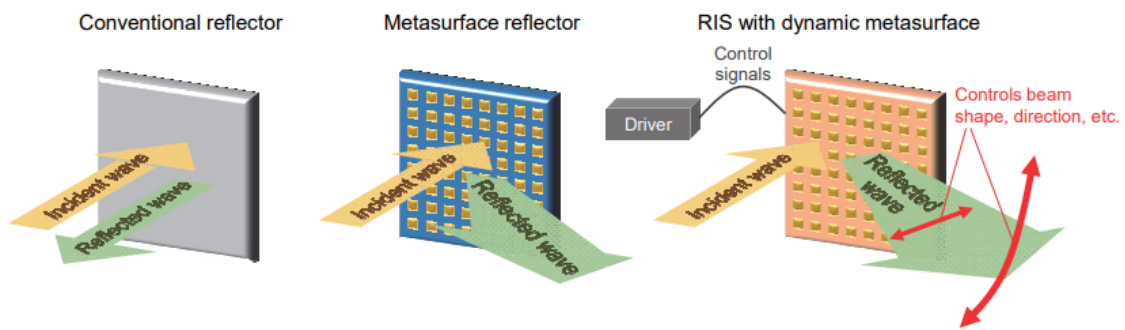 Conventional reflector
Incident wave
Reflected wave
Metasurface reflector
Incident wave
Reflected wave
RIS with dynamic metasurface
Control
signals
Driver
Incident wave
Reflected
wave
Controls beam
shape, direction, etc.